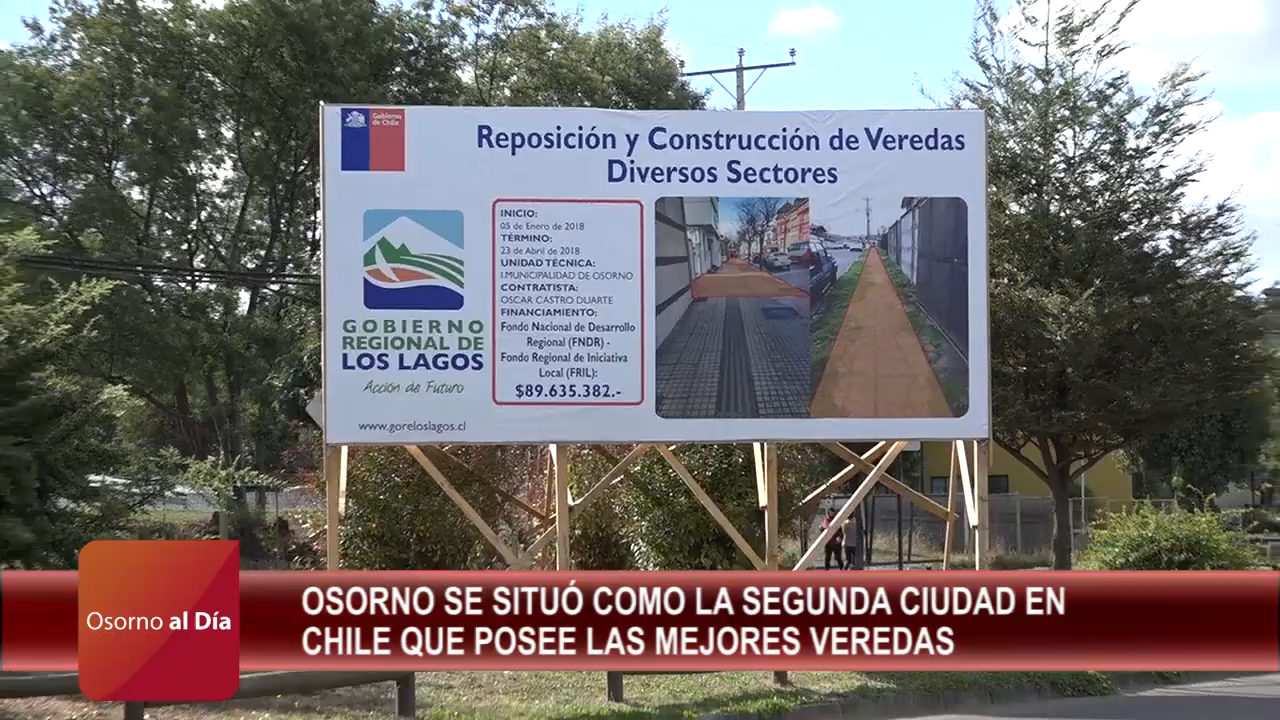 Gobierno
de Chile
Reposición y Construcción de Veredas
Diversos Sectores
INICIO:
05 de Enero de 2018
TÉRMINO:
23 de Abril de 2018
UNIDAD TÉCNICA:
I.MUNICIPALIDAD DE OSORNO
CONTRATISTA:
OSCAR CASTRO DUARTE
FINANCIAMIENTO:
Fondo Nacional de Desarrollo
Regional (FNDR) -
Fondo Regional de Iniciativa
Local (FRIL):
$89.635.382.-
GOBIERNO
REGIONAL DE
LOS LAGOS
Acción de Futuro
www.goreloslagos.cl
Osorno al Día
OSORNO SE SITUÓ COMO LA SEGUNDA CIUDAD EN
CHILE QUE POSEE LAS MEJORES VEREDAS